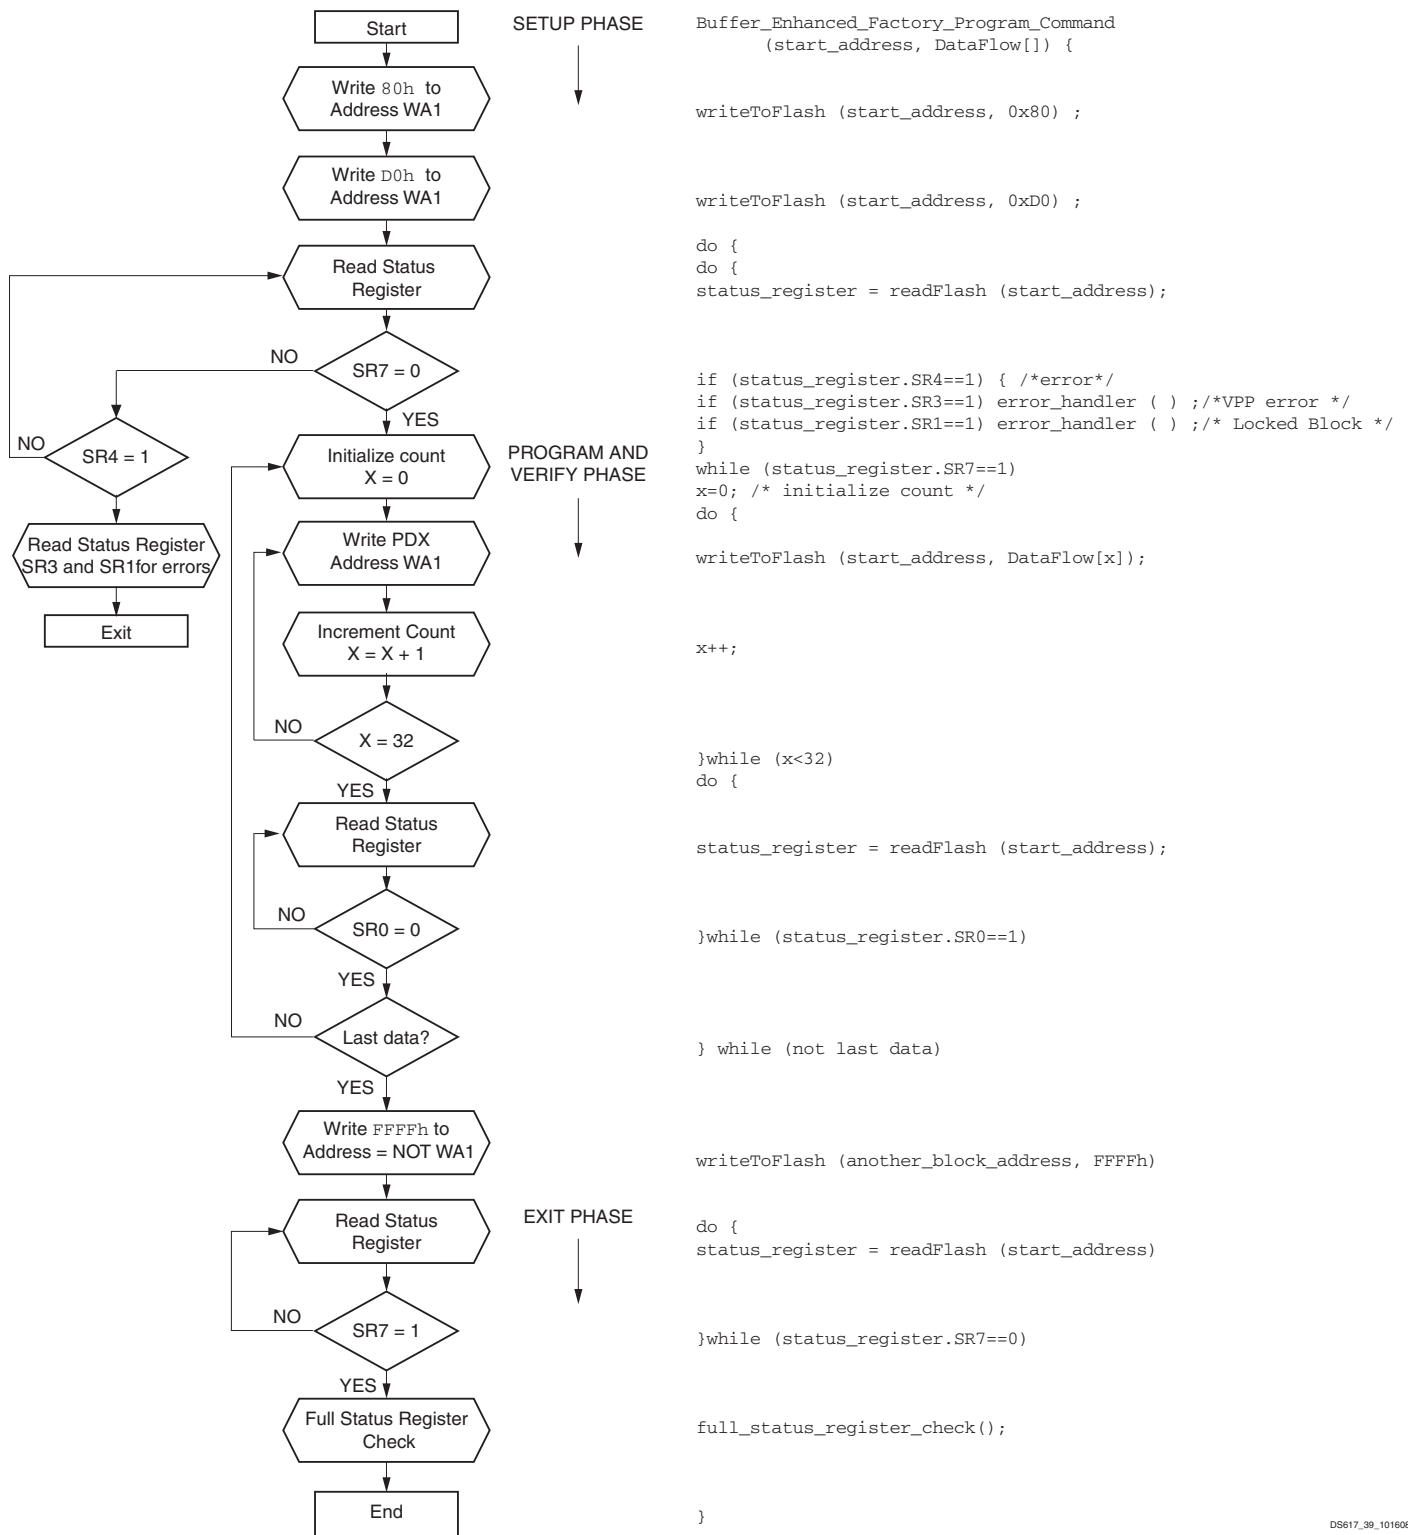 Start
SETUP PHASE
Write 80h to
Address WA1
Write D0h to
Address WA1
Read Status
Register
NO
SR7 = 0
YES
NO
SR4 = 1
Read Status Register
SR3 and SR1for errors
Exit
Initialize count
X = 0
PROGRAM AND
VERIFY PHASE
Write PDX
Address WA1
Increment Count
X = X + 1
NO
X = 32
YES
Read Status
Register
NO
SR0 = 0
YES
NO
Last data?
YES
Write FFFFh to
Address = NOT WA1
Read Status
Register
EXIT PHASE
NO
SR7 = 1
YES
Full Status Register
Check
End
Buffer_Enhanced_Factory_Program_Command
(start_address, DataFlow[]) {
writeToFlash (start_address, 0x80) ;
writeToFlash (start_address, 0xD0) ;
do {
do {
status_register = readFlash (start_address);
if (status_register.SR4==1) { /*error*/
if (status_register.SR3==1) error_handler ( ) ;/*VPP error */
if (status_register.SR1==1) error_handler ( ) ;/* Locked Block */
}
while (status_register.SR7==1)
x=0; /* initialize count */
do {
writeToFlash (start_address, DataFlow[x]);
x++;
}while (x<32)
do {
status_register = readFlash (start_address);
}while (status_register.SR0==1)
} while (not last data)
writeToFlash (another_block_address, FFFFh)
do {
status_register = readFlash (start_address)
}while (status_register.SR7==0)
full_status_register_check();
}
DS617_39_101608